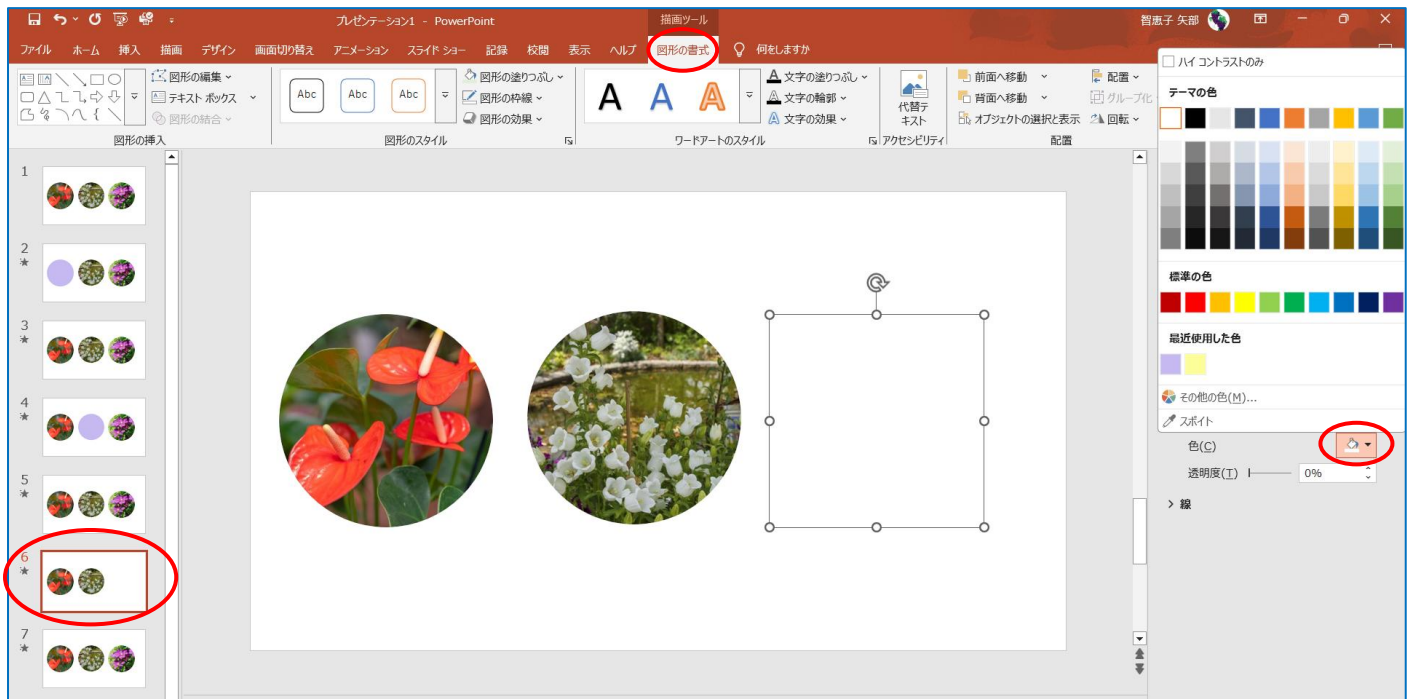 プレゼンテーション1 - PowerPoint
描画ツール
智恵子 矢部
ファイル ホーム 挿入 描画 デザイン 画面切り替え アニメーション スライド ショー 記録 校閲 表示 ヘルプ 図形の書式 何をしますか
図形の編集
テキスト ボックス
図形の結合
図形の挿入
Abc Abc Abc
図形の塗りつぶし
図形の枠線
図形の効果
図形のスタイル
A A A
文字の塗りつぶし
文字の輪郭
文字の効果
ワードアートのスタイル
代替テ
キスト
アクセシビリティ
前面へ移動
背面へ移動
オブジェクトの選択と表示
配置
グループ化
回転
配置
1
2
3
4
5
6
7
ハイ コントラストのみ
テーマの色
標準の色
最近使用した色
その他の色(M)...
スポイト
色(C)
透明度(T) 0%
線